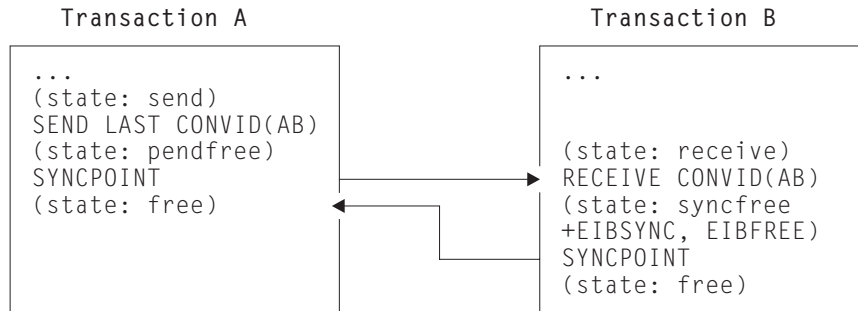 Transaction A
Transaction B
...
(state: send)
SEND LAST CONVID(AB)
(state: pendfree)
SYNCPOINT
(state: free)
...
(state: receive)
RECEIVE CONVID(AB)
(state: syncfree
+EIBSYNC, EIBFREE)
SYNCPOINT
(state: free)